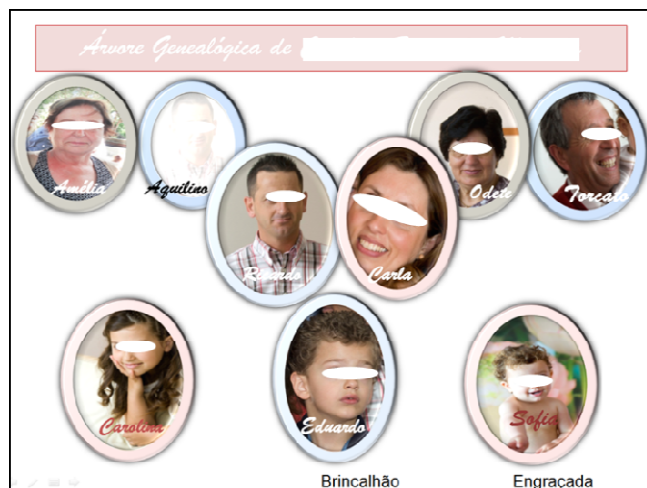 Árvore Genealógica de
Amélia
Aquilino
Odete
Torcato
Ricardo
Carla
Carolina
Eduardo
Sofia
Brincalhão
Engraçada